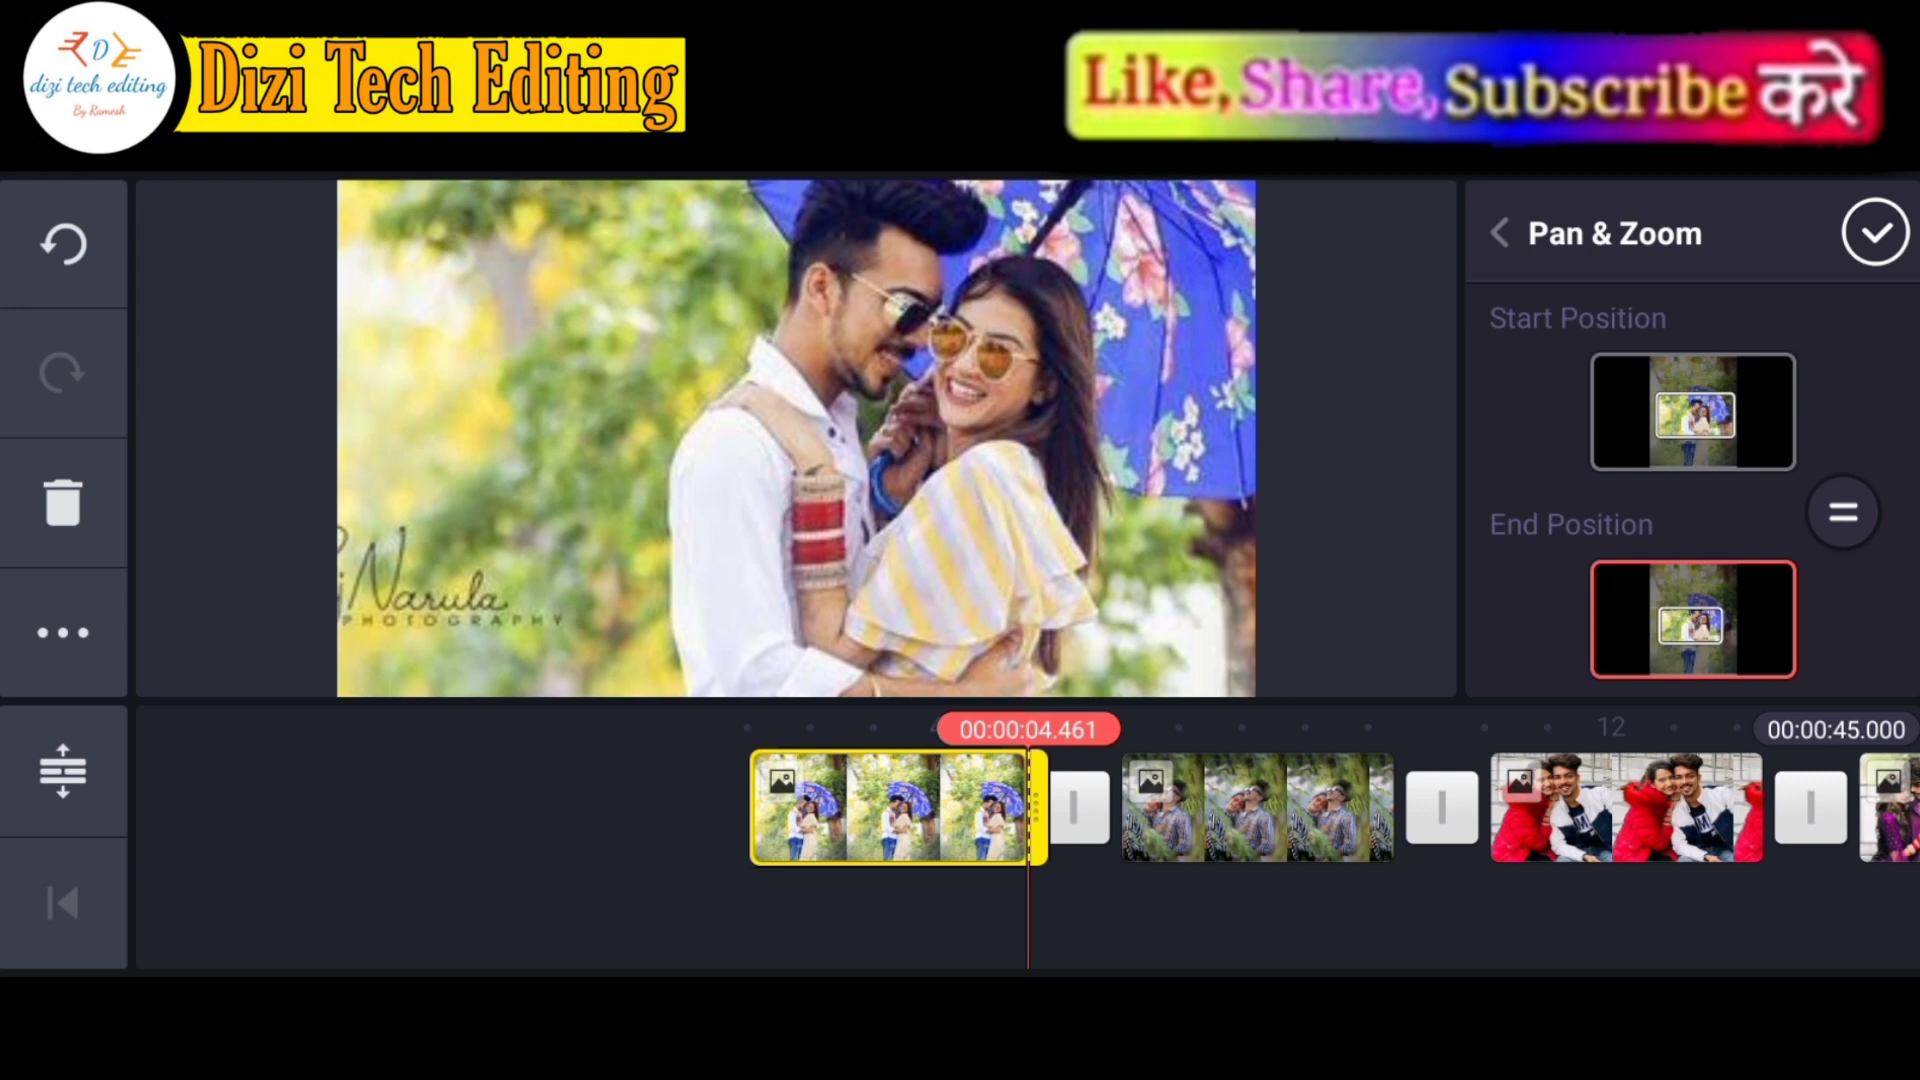 R D E
dizi tech editing
By Ramesh
Dizi Tech Editing
Like, Share, Subscribe करे
Pan & Zoom
Start Position
End Position
Narula
PHOTOGRAPHY
00:00:04.461
12
00:00:45.000
M